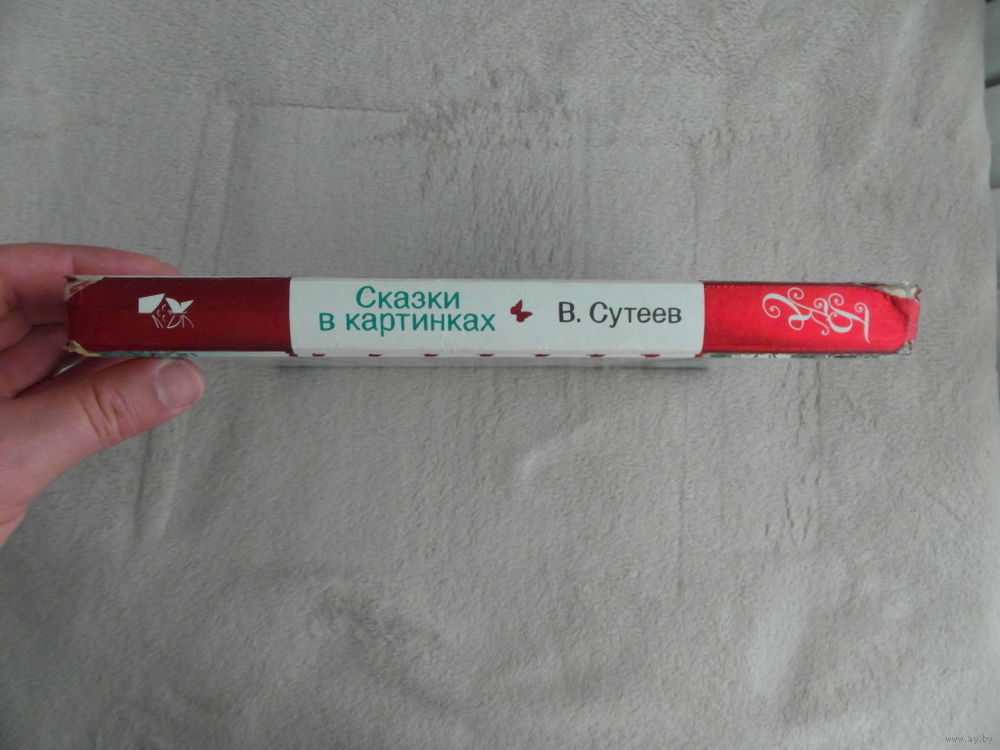 Сказки
в картинках
В. Сутеев
www.ay.by